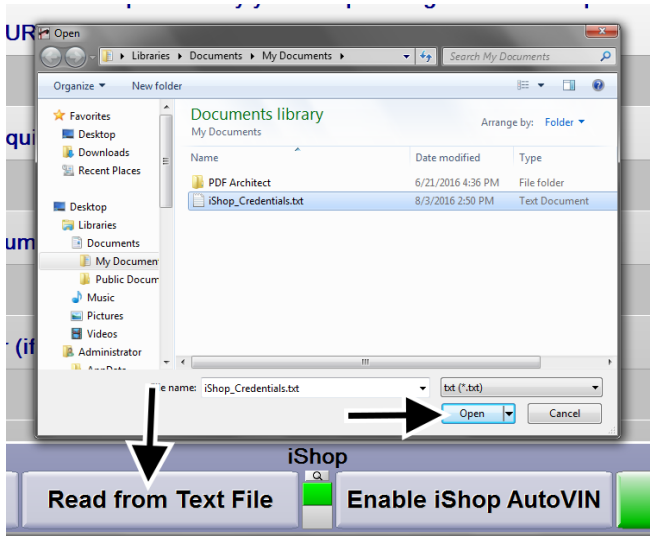 UR
Open
Libraries Documents My Documents
Search My Documents
Organize
New folder
Favorites
Desktop
Downloads
Recent Places
Desktop
Libraries
Documents
My Documen
Public Docum
Music
Pictures
Videos
Administrator
Documents library
My Documents
Arrange by: Folder
Name Date modified Type
PDF Architect 6/21/2016 4:36 PM File folder
iShop_Credentials.txt 8/3/2016 2:50 PM Text Document
qui
um
r (if
name: iShop_Credentials.txt
txt (*.txt)
Open
Cancel
iShop
Read from Text File
Enable iShop AutoVIN